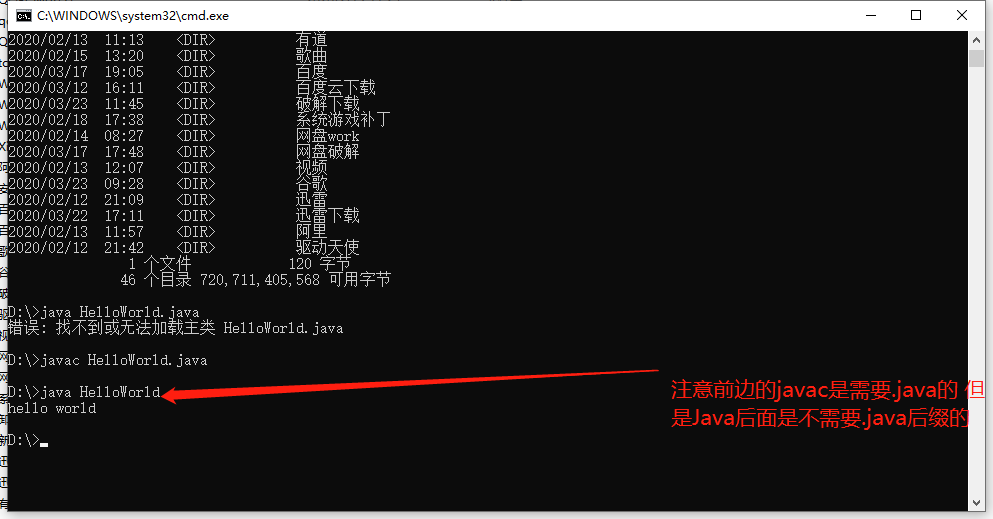 C:\WINDOWS\system32\cmd.exe
2020/02/13  11:13    <DIR>          有道
2020/02/15  13:20    <DIR>          歌曲
2020/03/17  19:05    <DIR>          百度
2020/03/12  16:11    <DIR>          百度云下载
2020/03/23  11:45    <DIR>          破解下载
2020/02/18  17:38    <DIR>          系统游戏补丁
2020/02/14  08:27    <DIR>          网盘work
2020/03/17  17:48    <DIR>          网盘破解
2020/02/13  12:07    <DIR>          视频
2020/03/23  09:28    <DIR>          谷歌
2020/02/12  21:09    <DIR>          迅雷
2020/03/22  17:11    <DIR>          迅雷下载
2020/02/13  11:57    <DIR>          阿里
2020/02/12  21:42    <DIR>          驱动天使
1 个文件            120 字节
46 个目录 720,711,405,568 可用字节
D:\>java HelloWorld.java
错误: 找不到或无法加载主类 HelloWorld.java
D:\>javac HelloWorld.java
D:\>java HelloWorld
hello world
D:\>
注意前边的javac是需要.java的 但
是Java后面是不需要.java后缀的